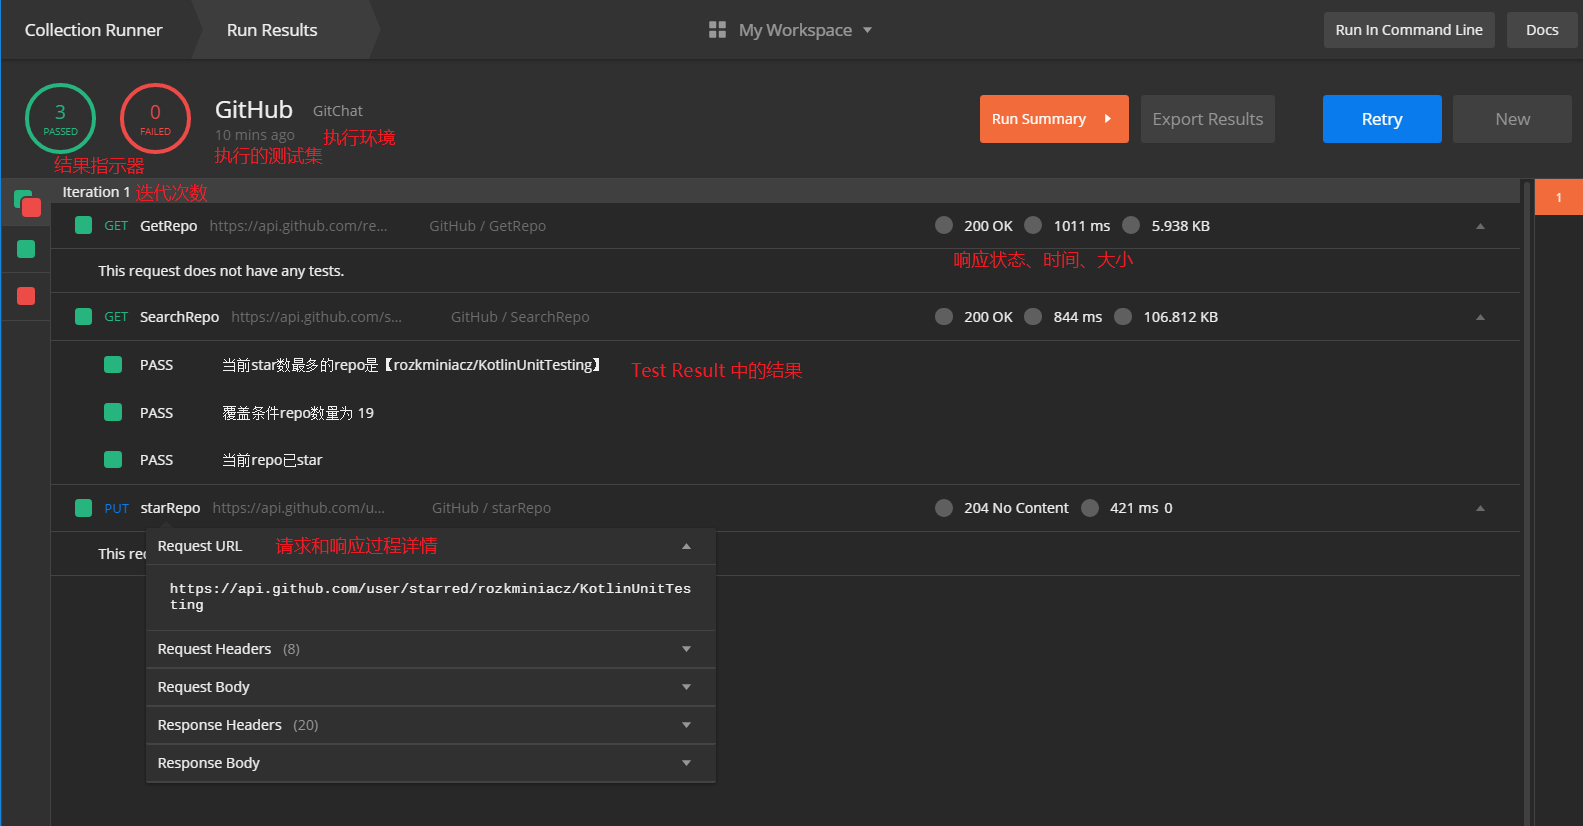 Collection Runner
Run Results
My Workspace
Run In Command Line
Docs
3
PASSED
0
FAILED
GitHub
GitChat
10 mins ago
执行环境
执行的测试集
结果指示器
Run Summary
Export Results
Retry
New
Iteration 1 迭代次数
1
GET GetRepo https://api.github.com/re... GitHub / GetRepo 200 OK 1011 ms 5.938 KB
响应状态、时间、大小
This request does not have any tests.
GET SearchRepo https://api.github.com/s... GitHub / SearchRepo 200 OK 844 ms 106.812 KB
PASS 当前star数最多的repo是【rozkminiacz/KotlinUnitTesting】 Test Result 中的结果
PASS 覆盖条件repo数量为 19
PASS 当前repo已star
PUT starRepo https://api.github.com/u... GitHub / starRepo 204 No Content 421 ms 0
This rec
Request URL 请求和响应过程详情
https://api.github.com/user/starred/rozkminiacz/KotlinUnitTes
ting
Request Headers (8)
Request Body
Response Headers (20)
Response Body